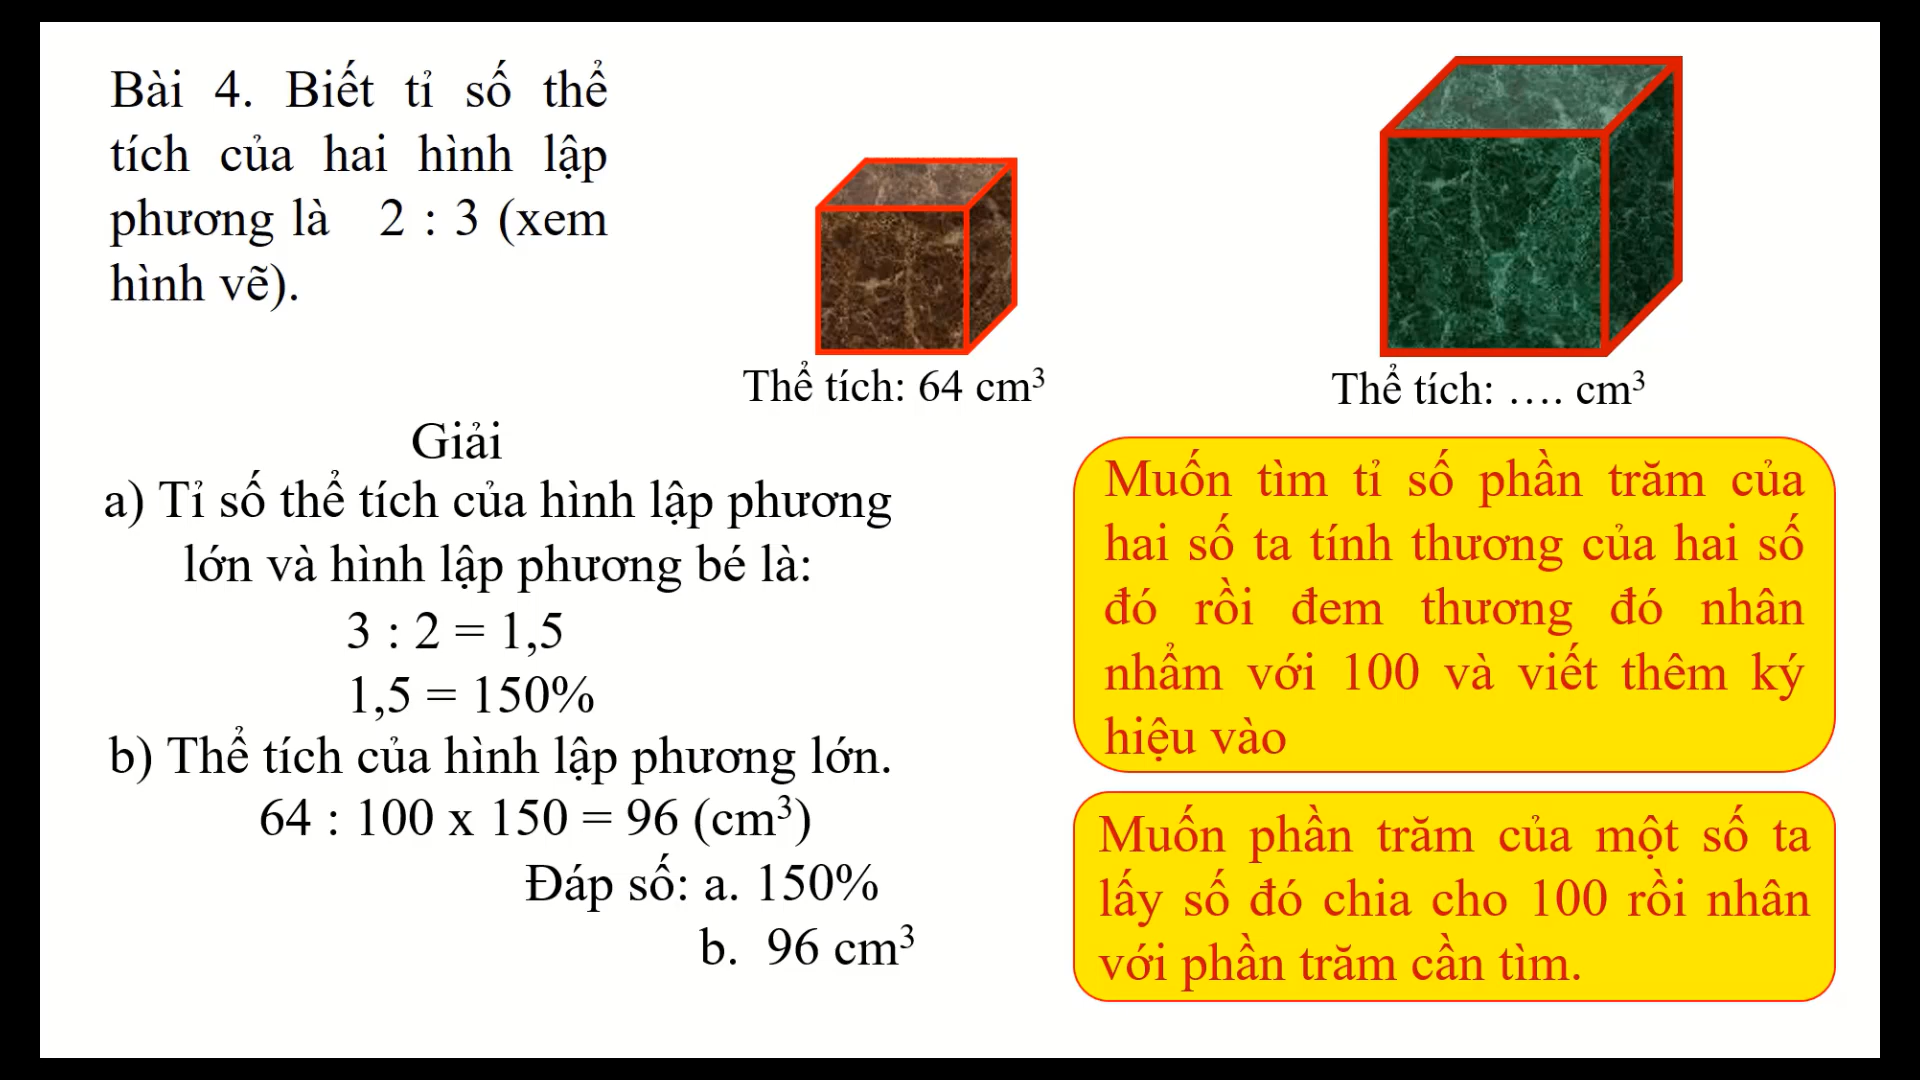 Bài 4. Biết tỉ số thể
tích của hai hình lập
phương là 2 : 3 (xem
hình vẽ).
Thể tích: 64 cm³
Thể tích: .... cm³
Giải
a) Tỉ số thể tích của hình lập phương
lớn và hình lập phương bé là:
3 : 2 = 1,5
1,5 = 150%
b) Thể tích của hình lập phương lớn.
64 : 100 x 150 = 96 (cm³)
Đáp số: a. 150%
b. 96 cm³
Muốn tìm tỉ số phần trăm của
hai số ta tính thương của hai số
đó rồi đem thương đó nhân
nhẩm với 100 và viết thêm ký
hiệu vào
Muốn phần trăm của một số ta
lấy số đó chia cho 100 rồi nhân
với phần trăm cần tìm.